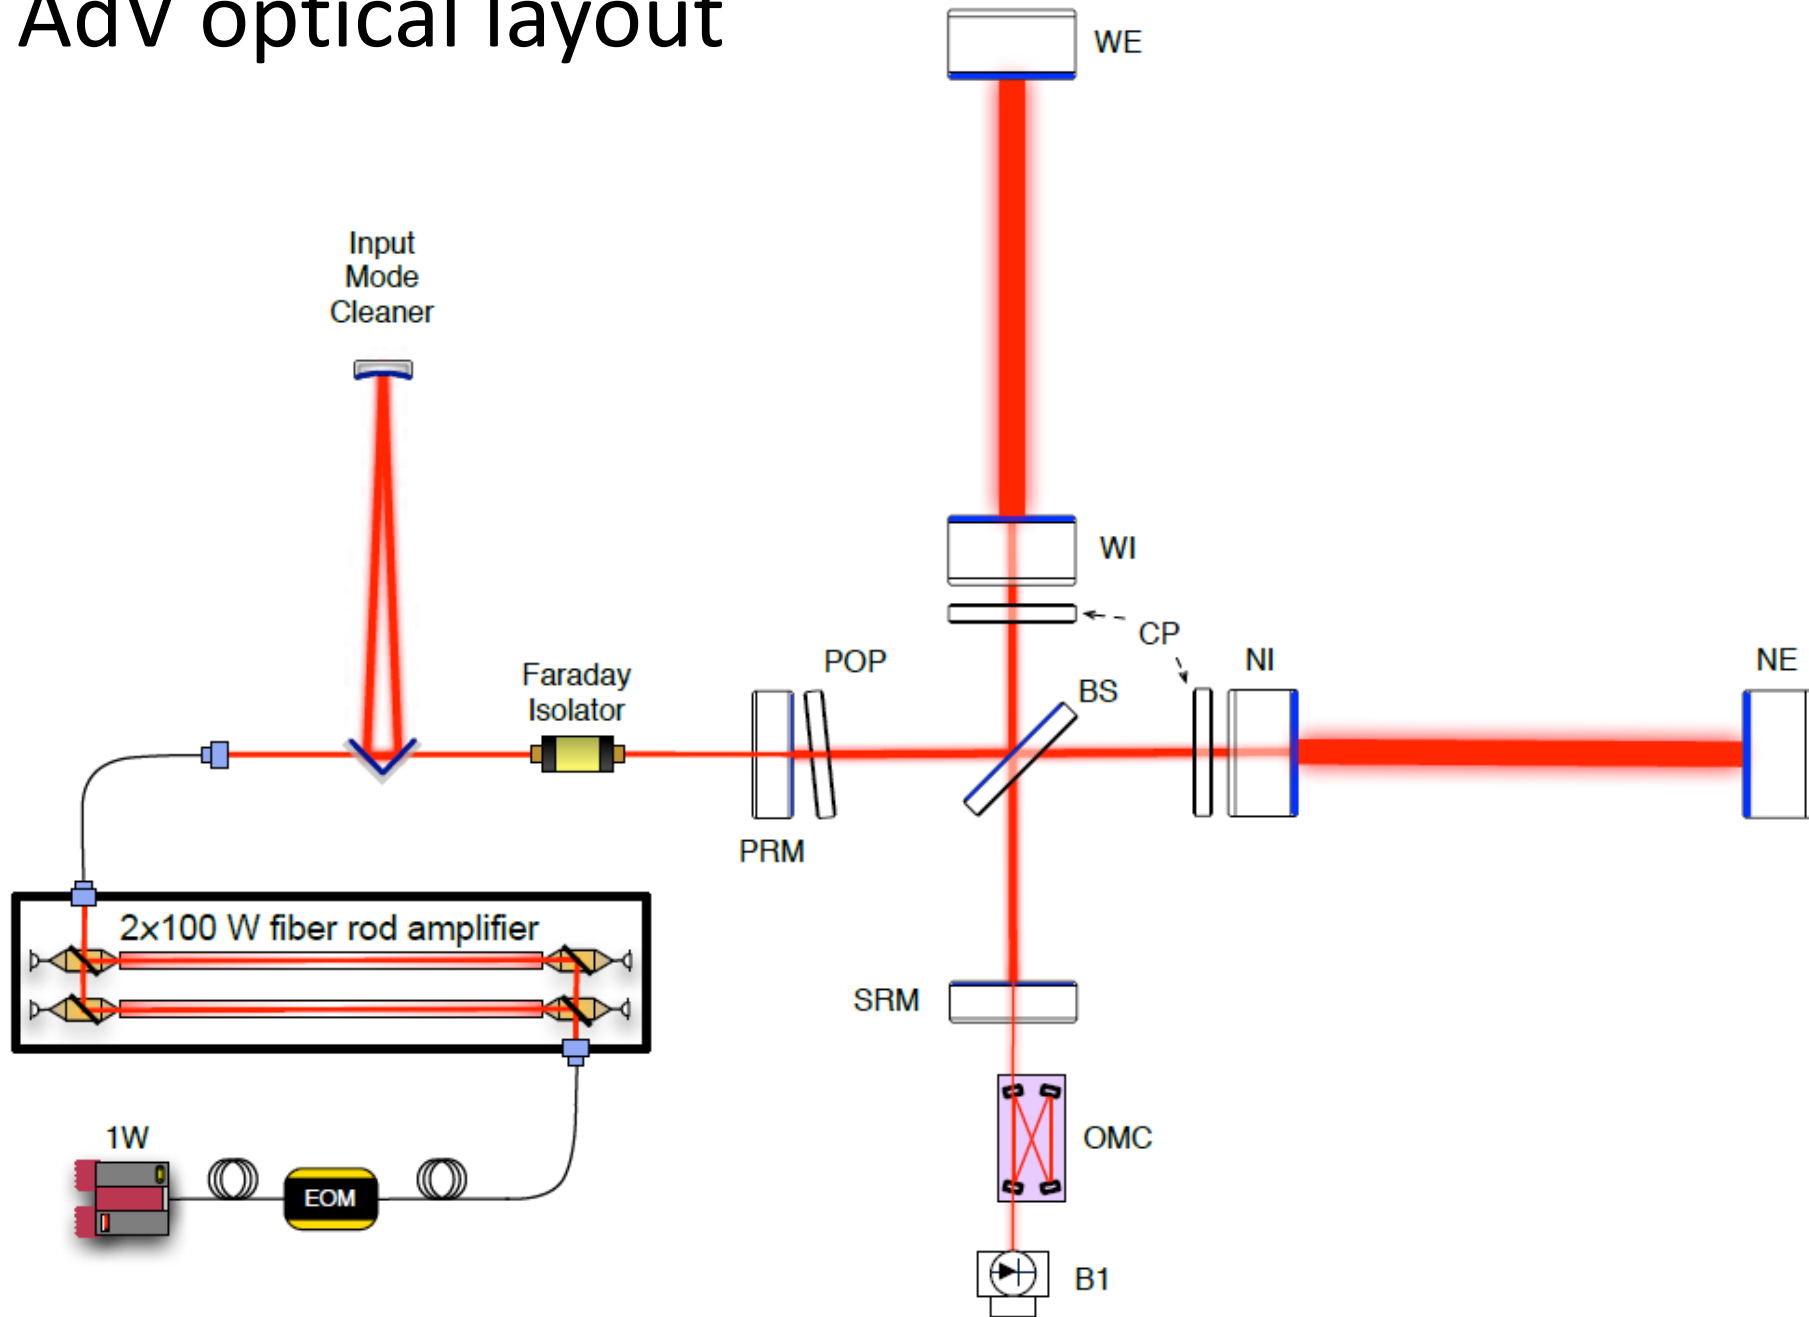 AdV optical layout
WE
Input
Mode
Cleaner
WI
CP
Faraday
Isolator
POP
BS
NI
NE
PRM
2x100 W fiber rod amplifier
SRM
1W
EOM
OMC
B1